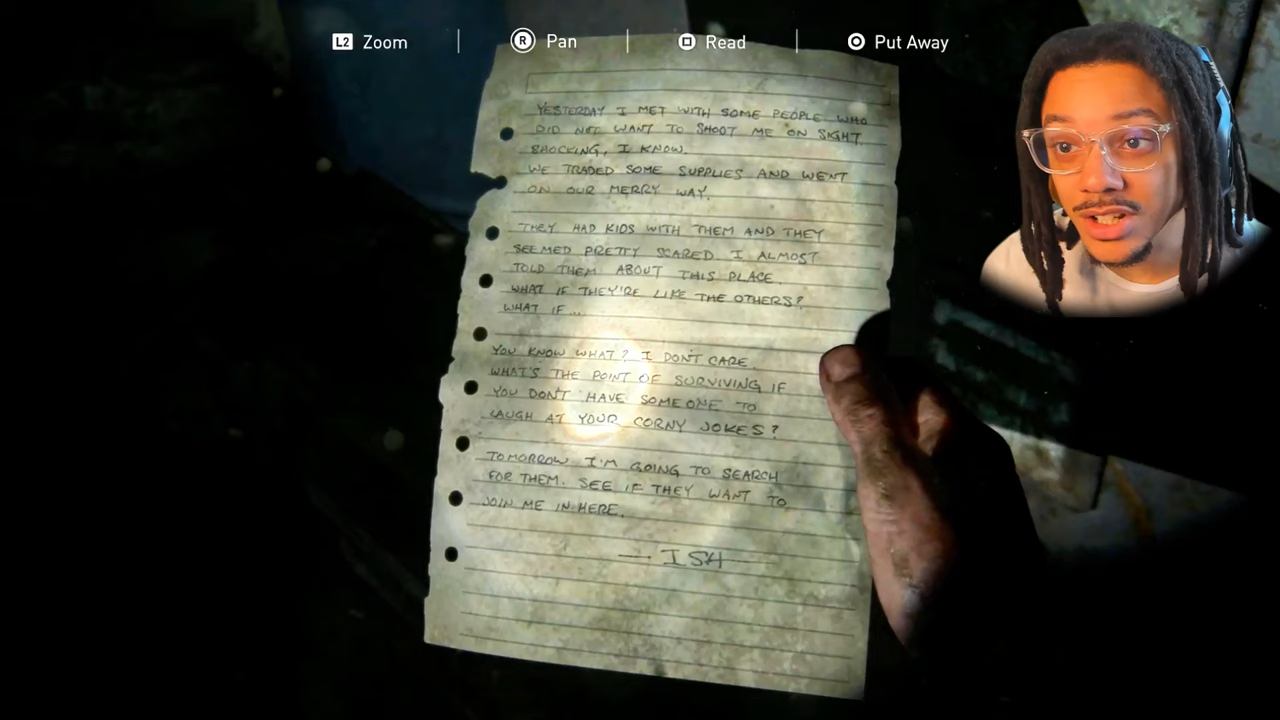 L2 Zoom | R Pan | Read | Put Away
YESTERDAY I MET WITH SOME PEOPLE WHO
DID NOT WANT TO SHOOT ME ON SIGHT.
SHOCKING, I KNOW.
WE TRADED SOME SUPPLIES AND WENT
ON OUR MERRY WAY.
THEY HAD KIDS WITH THEM AND THEY
SEEMED PRETTY SCARED. I ALMOST
TOLD THEM ABOUT THIS PLACE.
WHAT IF THEY'RE LIKE THE OTHERS?
WHAT IF...
YOU KNOW WHAT? I DON'T CARE.
WHAT'S THE POINT OF SURVIVING IF
YOU DON'T HAVE SOMEONE TO
LAUGH AT YOUR CORNY JOKES?
TOMORROW I'M GOING TO SEARCH
FOR THEM. SEE IF THEY WANT TO
JOIN ME IN HERE.
— ISH